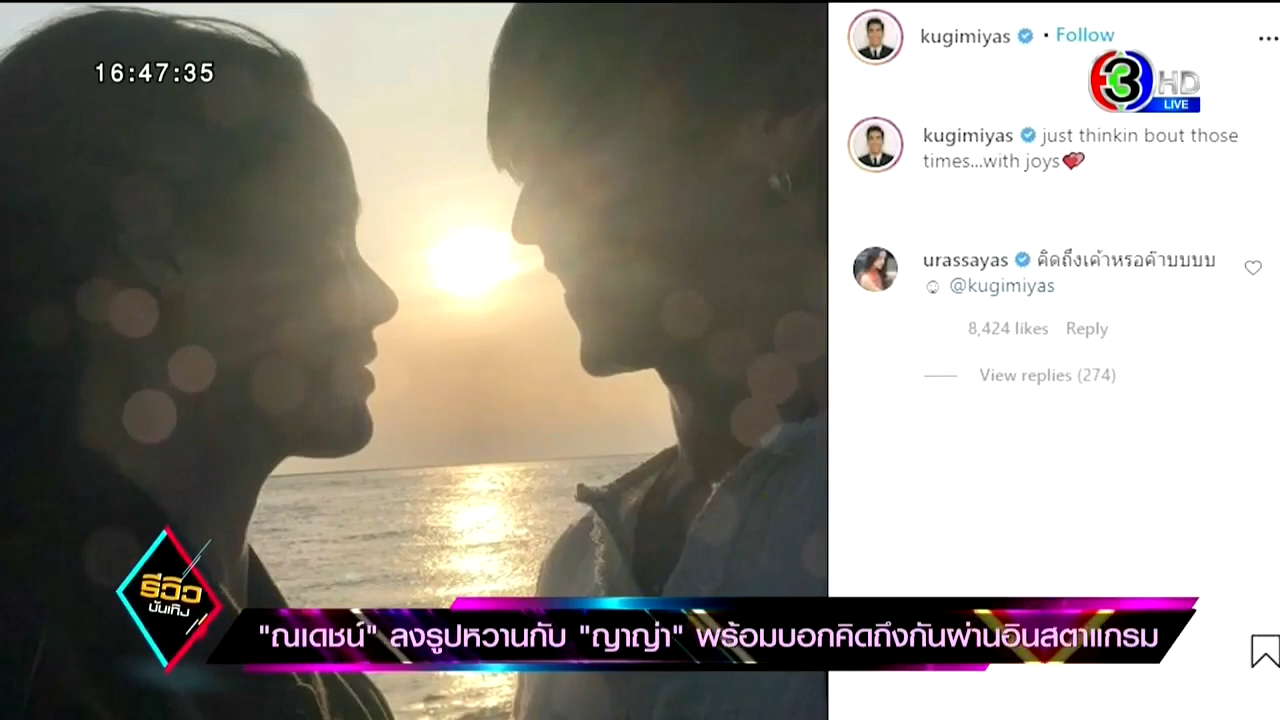 16:47:35
kugimiyas • Follow
3 HD
LIVE
kugimiyas just thinkin bout those
times...with joys💕
urassayas คิดถึงเค้าหรอค๊าบบบบ
☺ @kugimiyas
8,424 likes Reply
View replies (274)
รีวิว
บันเทิง
"ณเดชน์" ลงรูปหวานกับ "ญาญ่า" พร้อมบอกคิดถึงกันผ่านอินสตาแกรม